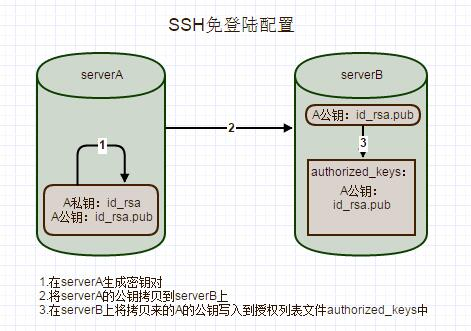 SSH免登陆配置
serverA
serverB
A公钥：id_rsa.pub
1
2
3
A私钥：id_rsa
A公钥：id_rsa.pub
authorized_keys：
A公钥：
id_rsa.pub
1.在serverA生成密钥对
2.将serverA的公钥拷贝到serverB上
3.在serverB上将拷贝来的A的公钥写入到授权列表文件authorized_keys中